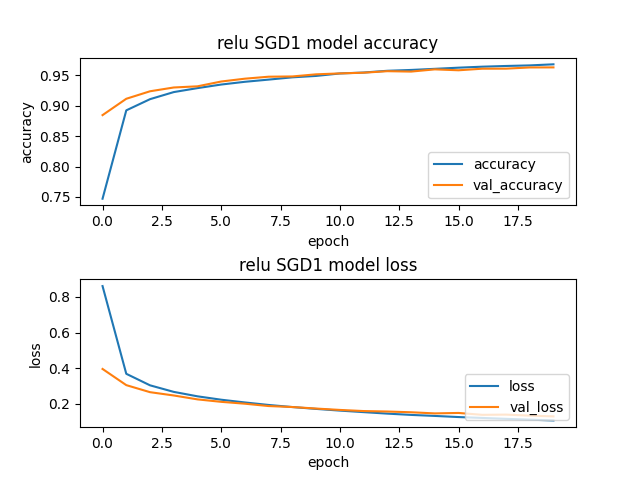 relu SGD1 model accuracy
accuracy
0.95
0.90
0.85
0.80
0.75
accuracy
val_accuracy
0.0 2.5 5.0 7.5 10.0 12.5 15.0 17.5
epoch
relu SGD1 model loss
loss
0.8
0.6
0.4
0.2
loss
val_loss
0.0 2.5 5.0 7.5 10.0 12.5 15.0 17.5
epoch